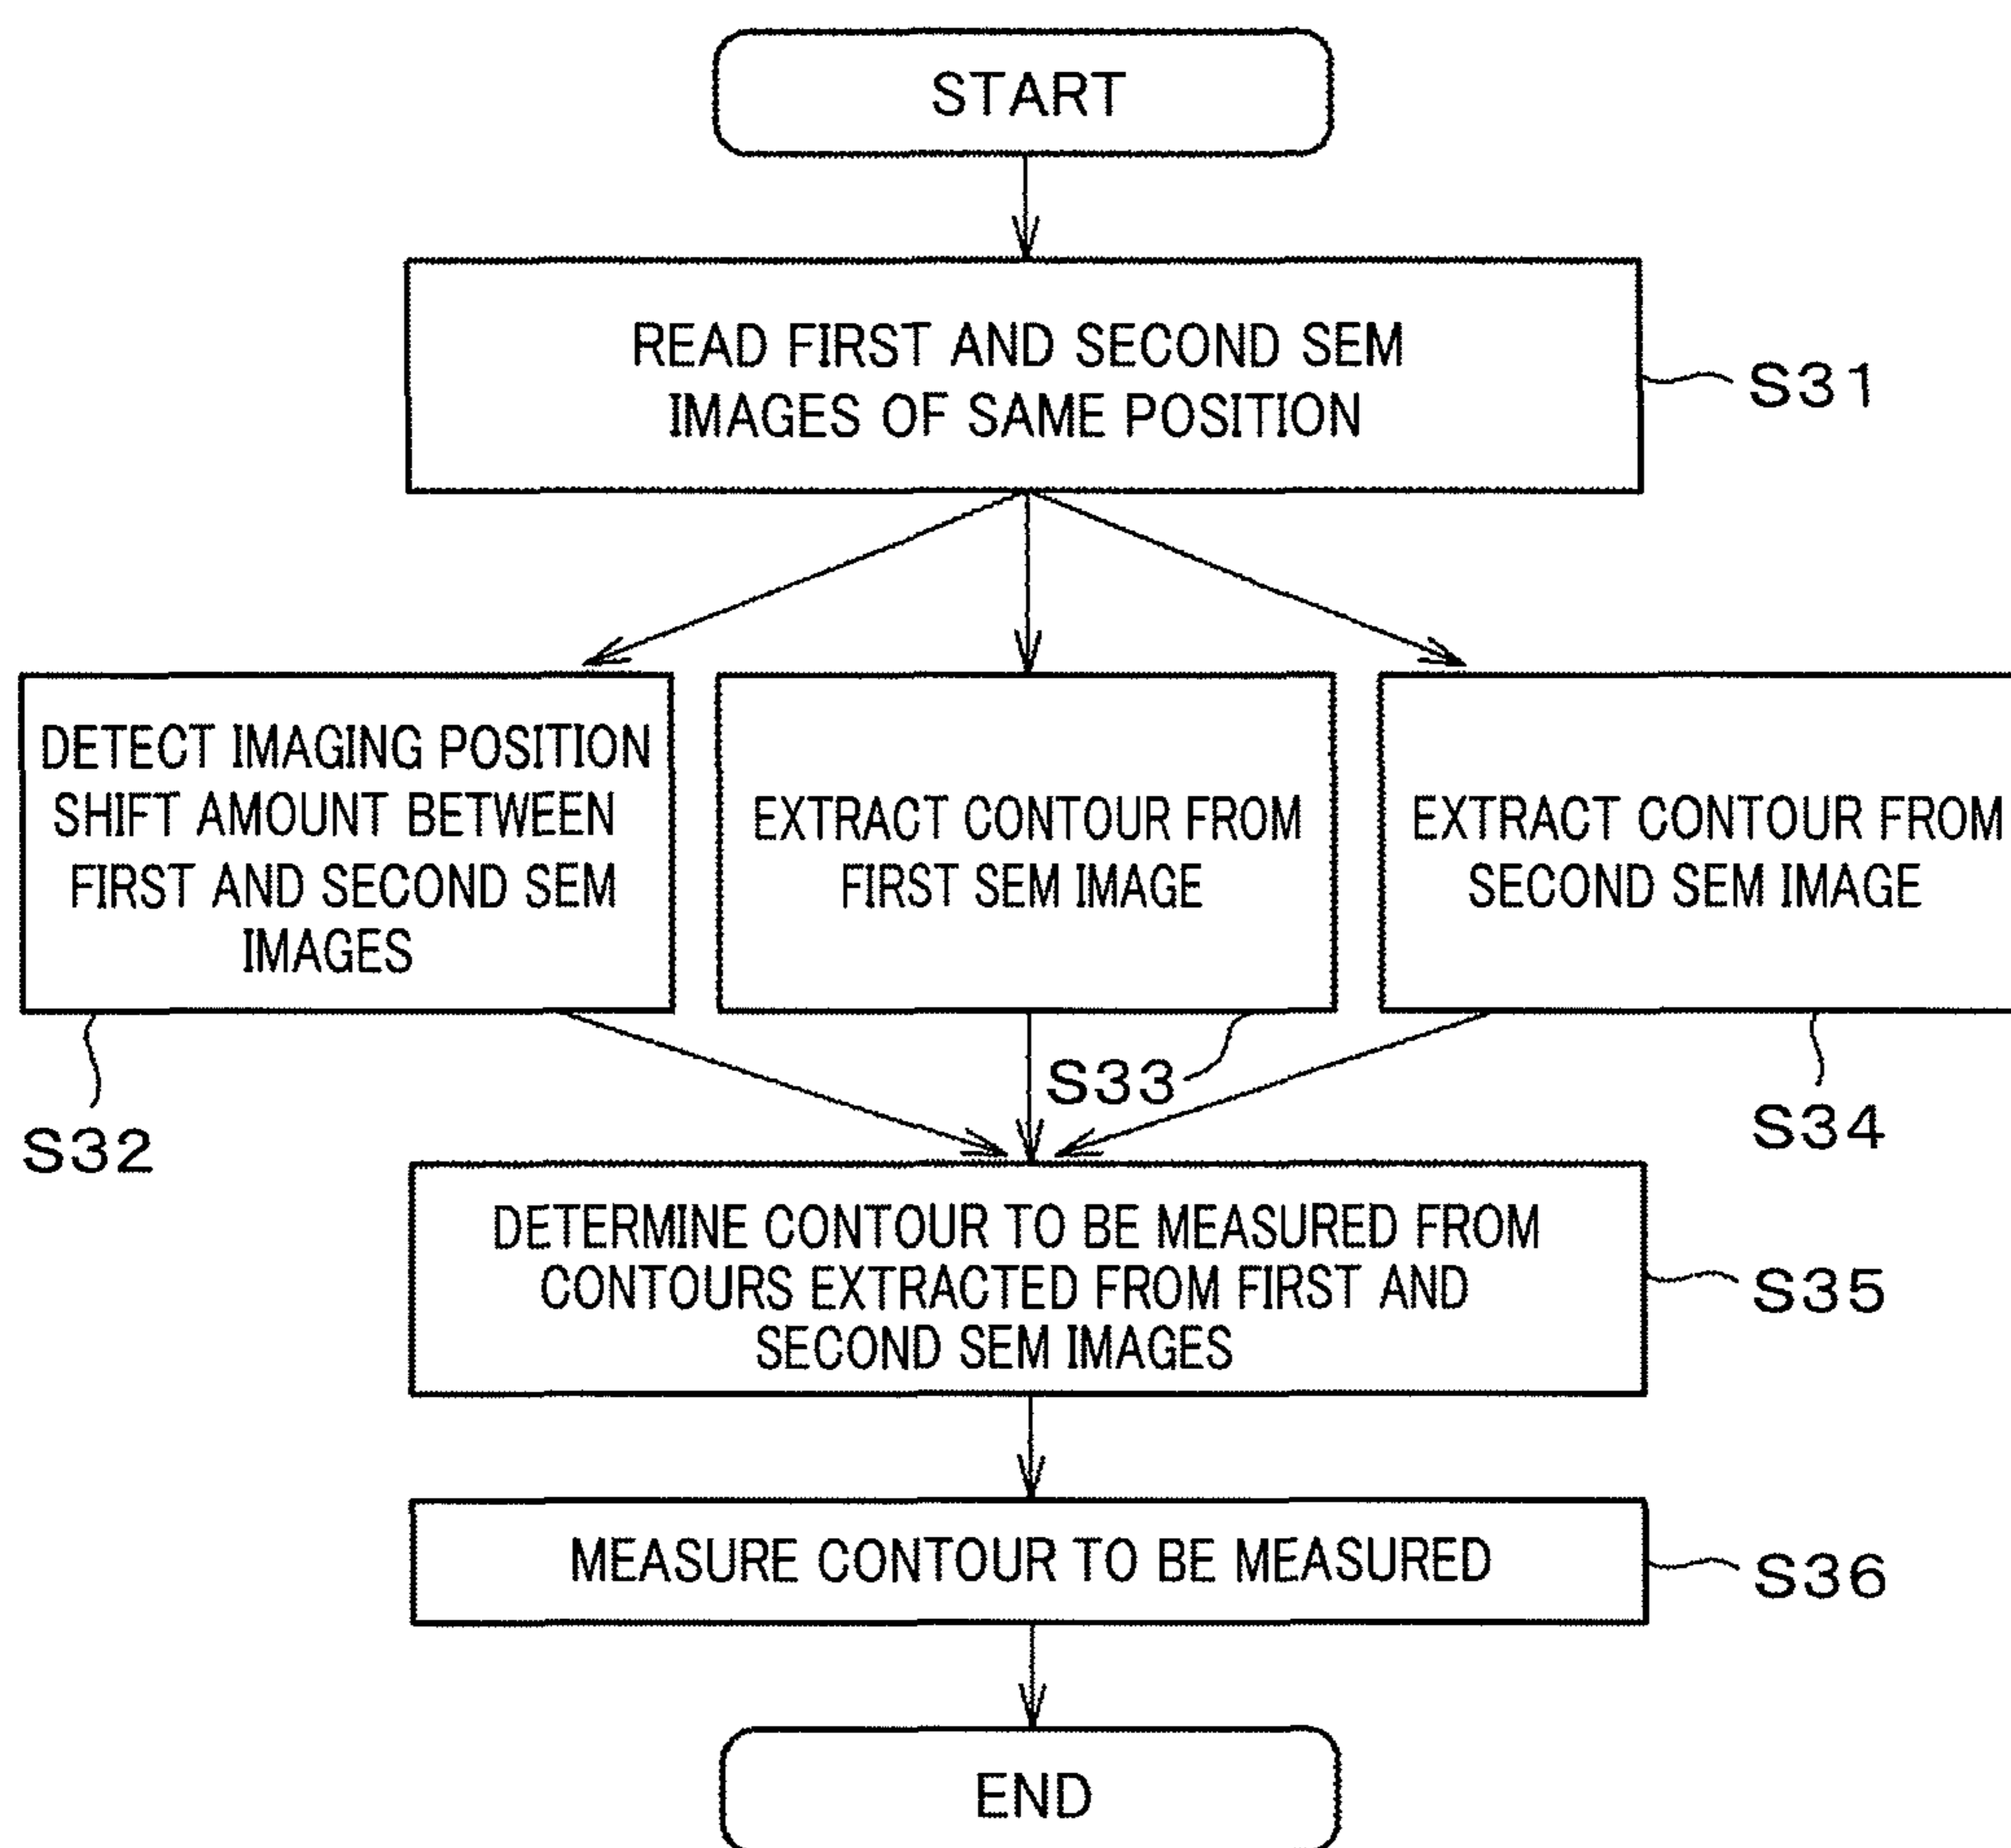 START
READ FIRST AND SECOND SEM
IMAGES OF SAME POSITION
S31
DETECT IMAGING POSITION
SHIFT AMOUNT BETWEEN
FIRST AND SECOND SEM
IMAGES
S32
EXTRACT CONTOUR FROM
FIRST SEM IMAGE
S33
EXTRACT CONTOUR FROM
SECOND SEM IMAGE
S34
DETERMINE CONTOUR TO BE MEASURED FROM
CONTOURS EXTRACTED FROM FIRST AND
SECOND SEM IMAGES
S35
MEASURE CONTOUR TO BE MEASURED
S36
END